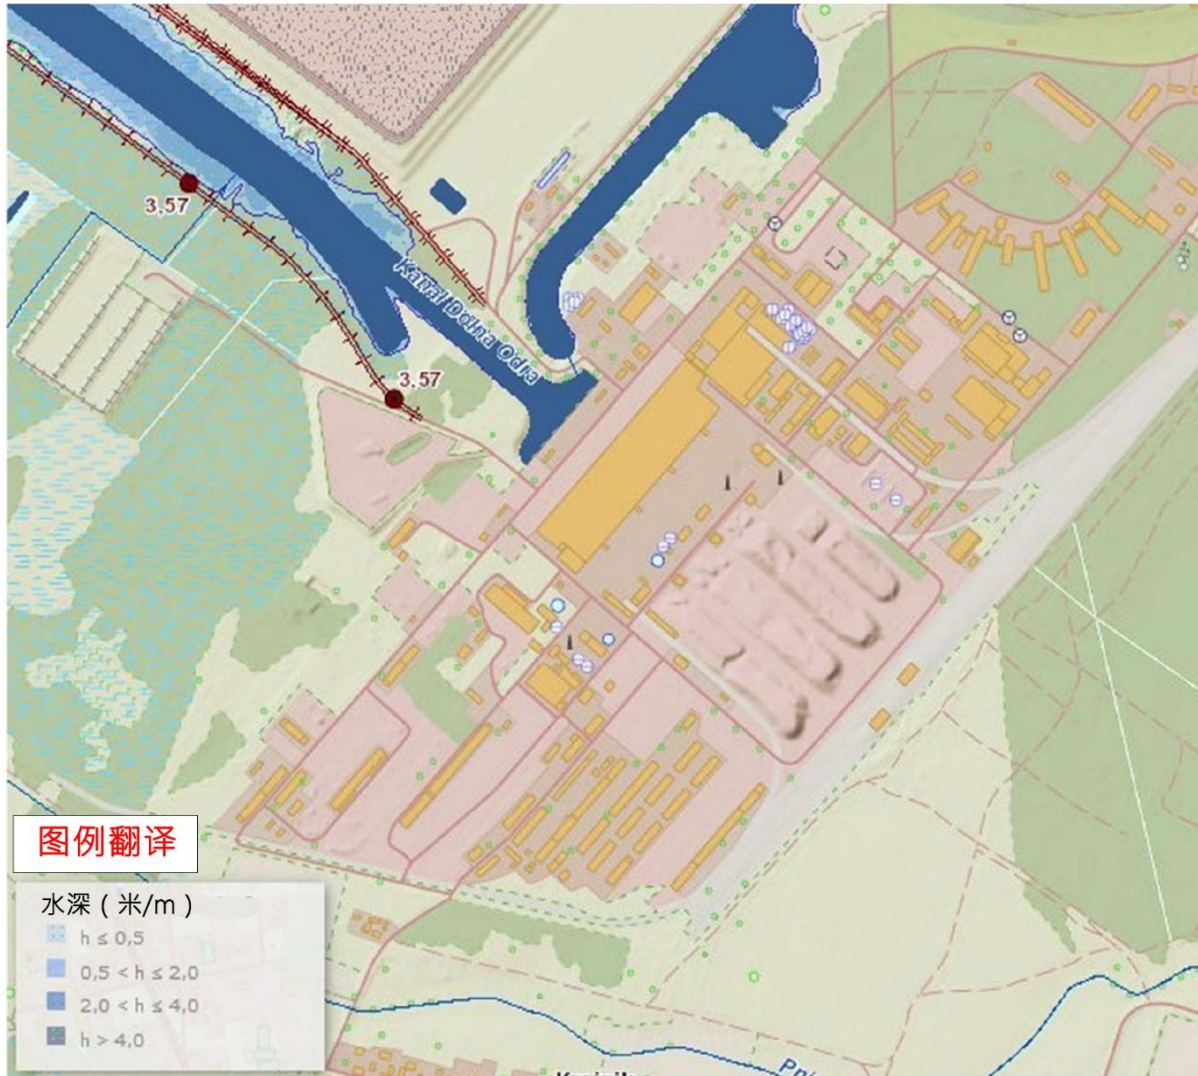 3,57
Kanał Dolna Odra
3,57
图例翻译
水深（米/m）
h ≤ 0,5
0,5 < h ≤ 2,0
2,0 < h ≤ 4,0
h > 4,0